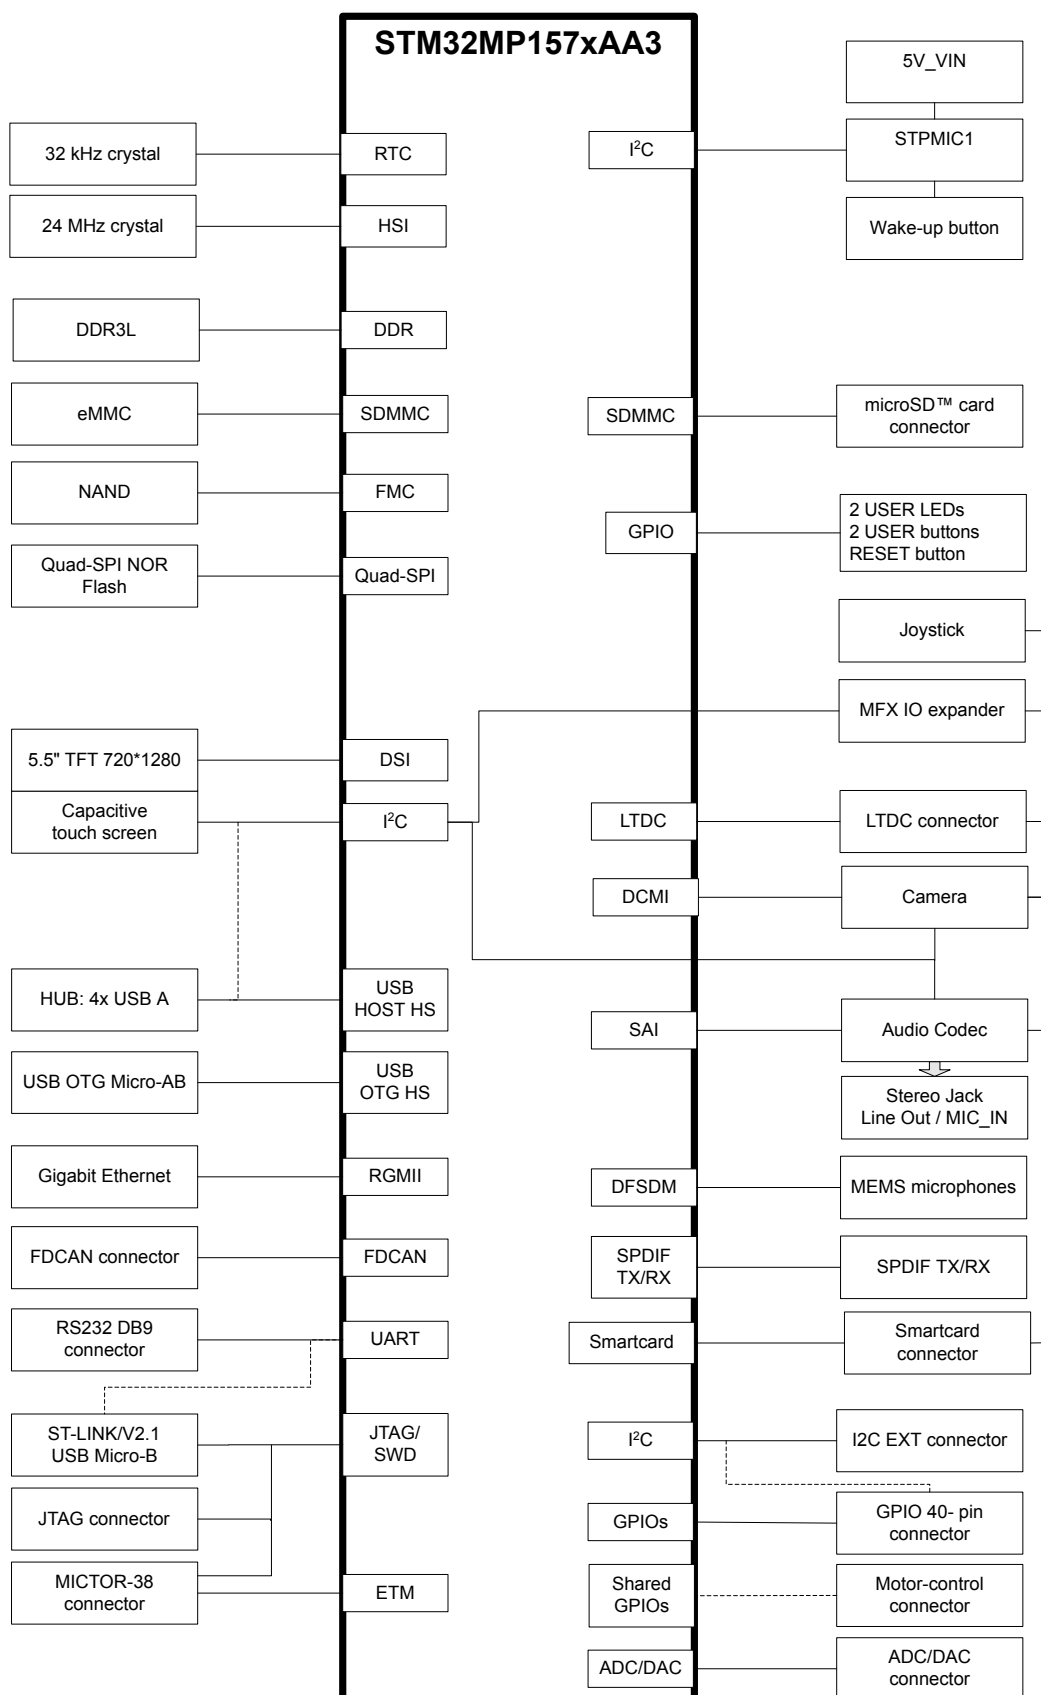 STM32MP157xAA3
5V_VIN
32 kHz crystal
RTC
I²C
STPMIC1
24 MHz crystal
HSI
Wake-up button
DDR3L
DDR
eMMC
SDMMC
SDMMC
microSD™ card
connector
NAND
FMC
GPIO
2 USER LEDs
2 USER buttons
RESET button
Quad-SPI NOR
Flash
Quad-SPI
Joystick
MFX IO expander
5.5" TFT 720*1280
DSI
Capacitive
touch screen
I²C
LTDC
LTDC connector
DCMI
Camera
HUB: 4x USB A
USB
HOST HS
SAI
Audio Codec
USB OTG Micro-AB
USB
OTG HS
Stereo Jack
Line Out / MIC_IN
Gigabit Ethernet
RGMII
DFSDM
MEMS microphones
FDCAN connector
FDCAN
SPDIF
TX/RX
SPDIF TX/RX
RS232 DB9
connector
UART
Smartcard
Smartcard
connector
ST-LINK/V2.1
USB Micro-B
JTAG/
SWD
I²C
I2C EXT connector
JTAG connector
GPIOs
GPIO 40- pin
connector
MICTOR-38
connector
ETM
Shared
GPIOs
Motor-control
connector
ADC/DAC
ADC/DAC
connector